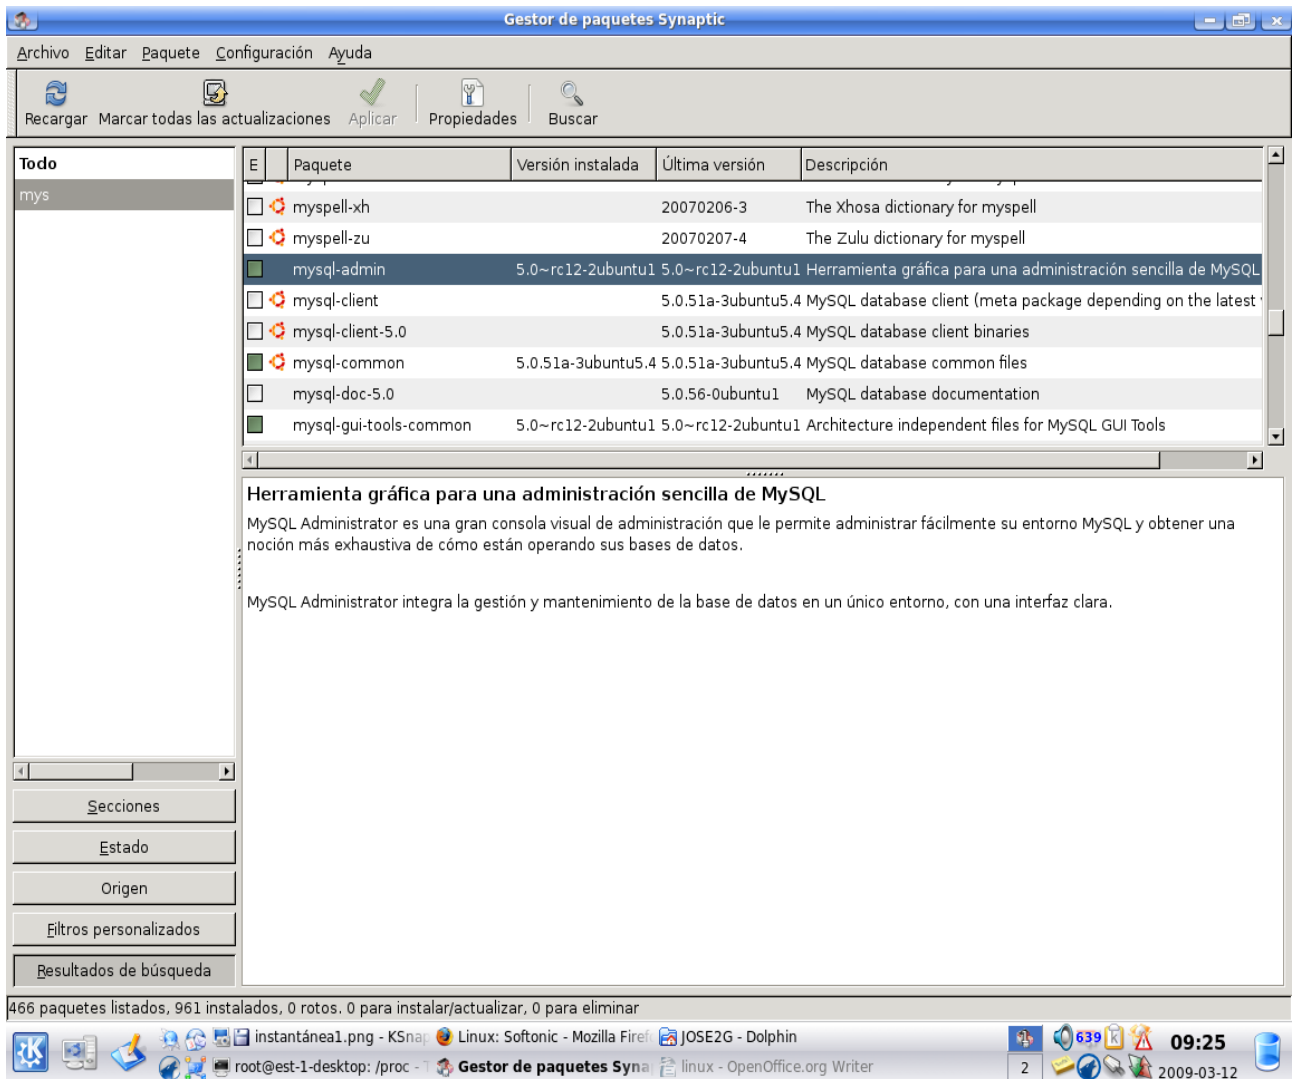 Gestor de paquetes Synaptic
Archivo Editar Paquete Configuración Ayuda
Recargar Marcar todas las actualizaciones Aplicar Propiedades Buscar
Todo
mys
E Paquete Versión instalada Última versión Descripción
myspell-xh 20070206-3 The Xhosa dictionary for myspell
myspell-zu 20070207-4 The Zulu dictionary for myspell
mysql-admin 5.0~rc12-2ubuntu1 5.0~rc12-2ubuntu1 Herramienta gráfica para una administración sencilla de MySQL
mysql-client 5.0.51a-3ubuntu5.4 MySQL database client (meta package depending on the latest
mysql-client-5.0 5.0.51a-3ubuntu5.4 MySQL database client binaries
mysql-common 5.0.51a-3ubuntu5.4 5.0.51a-3ubuntu5.4 MySQL database common files
mysql-doc-5.0 5.0.56-0ubuntu1 MySQL database documentation
mysql-gui-tools-common 5.0~rc12-2ubuntu1 5.0~rc12-2ubuntu1 Architecture independent files for MySQL GUI Tools
Herramienta gráfica para una administración sencilla de MySQL
MySQL Administrator es una gran consola visual de administración que le permite administrar fácilmente su entorno MySQL y obtener una
noción más exhaustiva de cómo están operando sus bases de datos.
MySQL Administrator integra la gestión y mantenimiento de la base de datos en un único entorno, con una interfaz clara.
Secciones
Estado
Origen
Filtros personalizados
Resultados de búsqueda
466 paquetes listados, 961 instalados, 0 rotos. 0 para instalar/actualizar, 0 para eliminar
instantánea1.png - KSnap Linux: Softonic - Mozilla Firef JOSE2G - Dolphin
639 09:25
root@est-1-desktop: /proc - T Gestor de paquetes Syna linux - OpenOffice.org Writer
2 2009-03-12